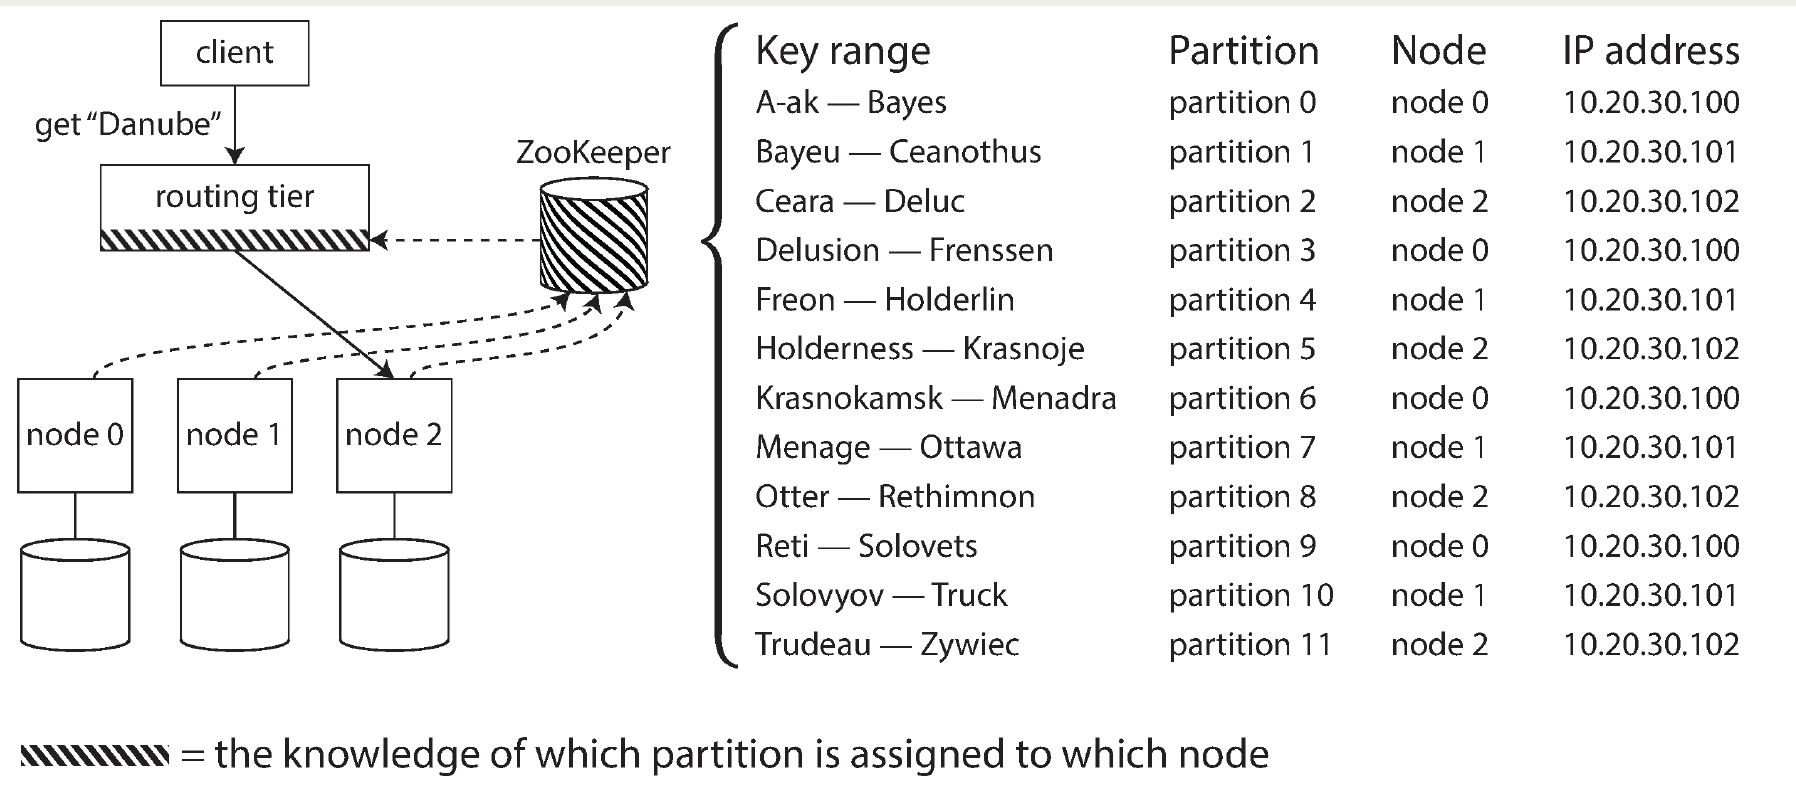 client
get “Danube”
routing tier
ZooKeeper
node 0
node 1
node 2
Key range Partition Node IP address
A-ak — Bayes partition 0 node 0 10.20.30.100
Bayeu — Ceanothus partition 1 node 1 10.20.30.101
Ceara — Deluc partition 2 node 2 10.20.30.102
Delusion — Frenssen partition 3 node 0 10.20.30.100
Freon — Holderlin partition 4 node 1 10.20.30.101
Holderness — Krasnoje partition 5 node 2 10.20.30.102
Krasnokamsk — Menadra partition 6 node 0 10.20.30.100
Menage — Ottawa partition 7 node 1 10.20.30.101
Otter — Rethimnon partition 8 node 2 10.20.30.102
Reti — Solovets partition 9 node 0 10.20.30.100
Solovyov — Truck partition 10 node 1 10.20.30.101
Trudeau — Zywiec partition 11 node 2 10.20.30.102
= the knowledge of which partition is assigned to which node